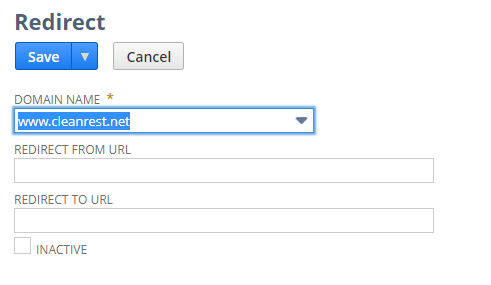 Redirect
Save ▼ Cancel
DOMAIN NAME *
www.cleanrest.net
REDIRECT FROM URL
REDIRECT TO URL
INACTIVE